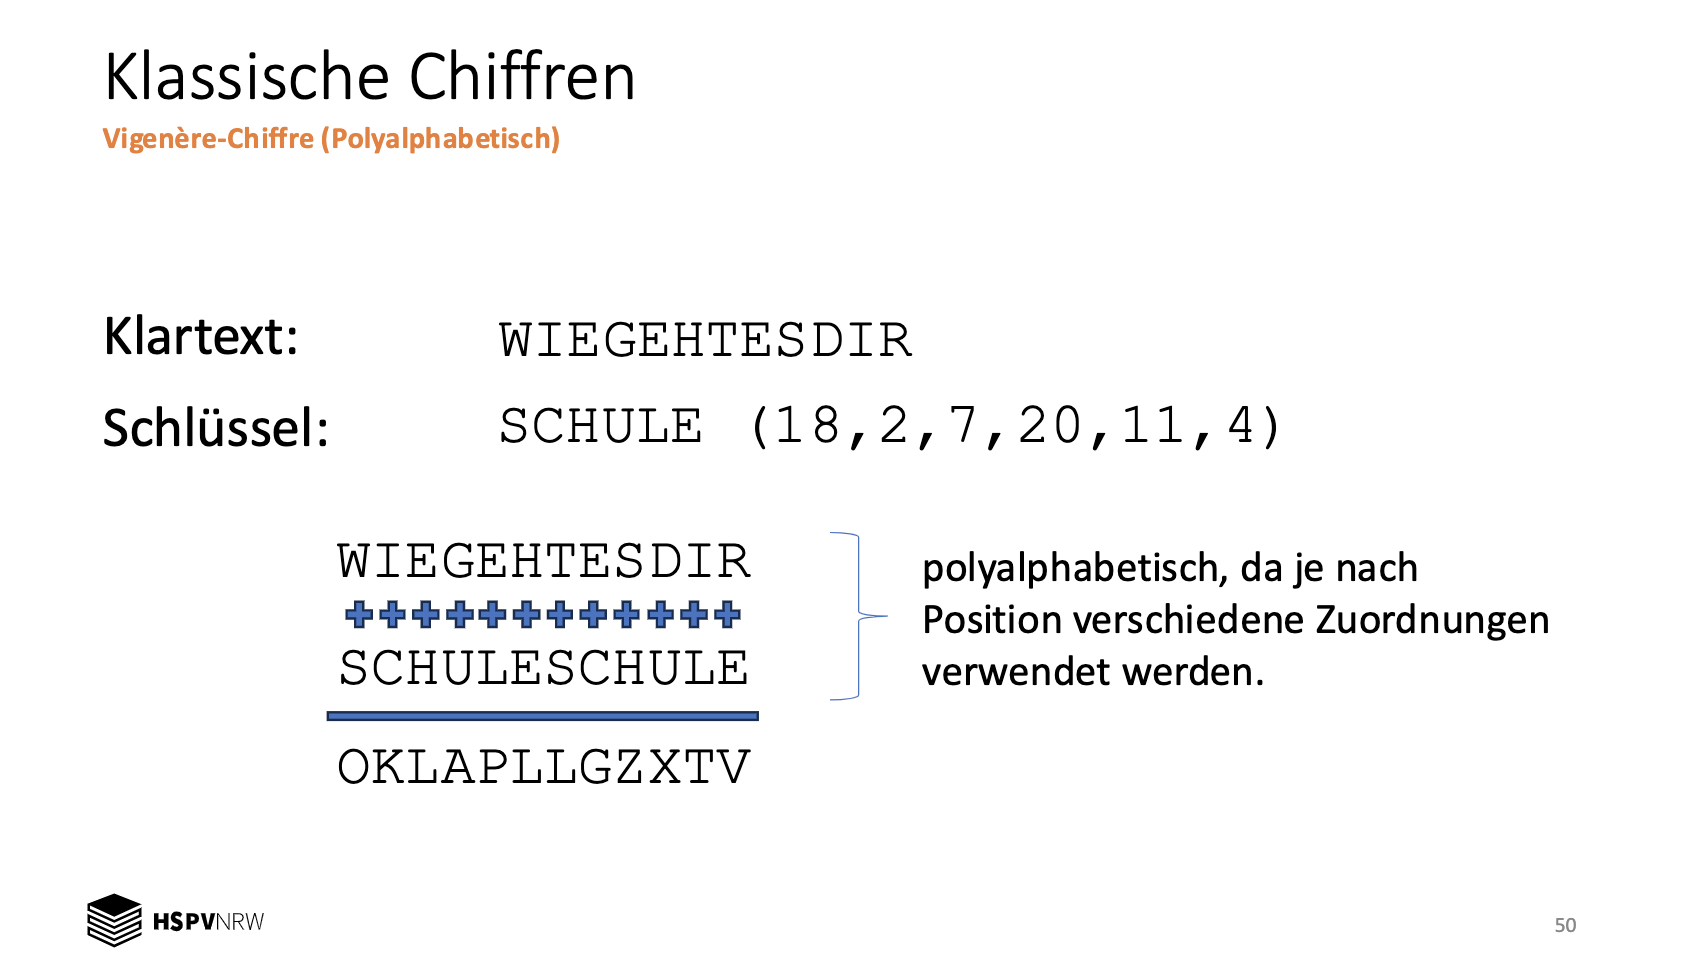 Klassische Chiffren
Vigenère-Chiffre (Polyalphabetisch)
Klartext: WIEGEHTESDIR
Schlüssel: SCHULE (18,2,7,20,11,4)
WIEGEHTESDIR
++++++++++++
SCHULESCHULE
OKLAPLLGZXTV
polyalphabetisch, da je nach
Position verschiedene Zuordnungen
verwendet werden.
HSPVNRW
50